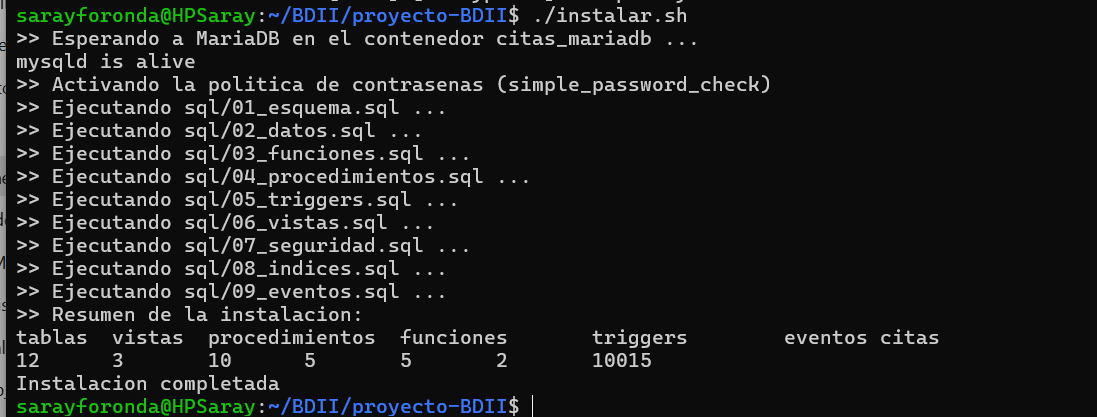 sarayforonda@HPSaray:~/BDII/proyecto-BDII$ ./instalar.sh
>> Esperando a MariaDB en el contenedor citas_mariadb ...
mysqld is alive
>> Activando la politica de contrasenas (simple_password_check)
>> Ejecutando sql/01_esquema.sql ...
>> Ejecutando sql/02_datos.sql ...
>> Ejecutando sql/03_funciones.sql ...
>> Ejecutando sql/04_procedimientos.sql ...
>> Ejecutando sql/05_triggers.sql ...
>> Ejecutando sql/06_vistas.sql ...
>> Ejecutando sql/07_seguridad.sql ...
>> Ejecutando sql/08_indices.sql ...
>> Ejecutando sql/09_eventos.sql ...
>> Resumen de la instalacion:
tablas  vistas  procedimientos  funciones       triggers        eventos citas
12      3       10      5       5       2       10015
Instalacion completada
sarayforonda@HPSaray:~/BDII/proyecto-BDII$